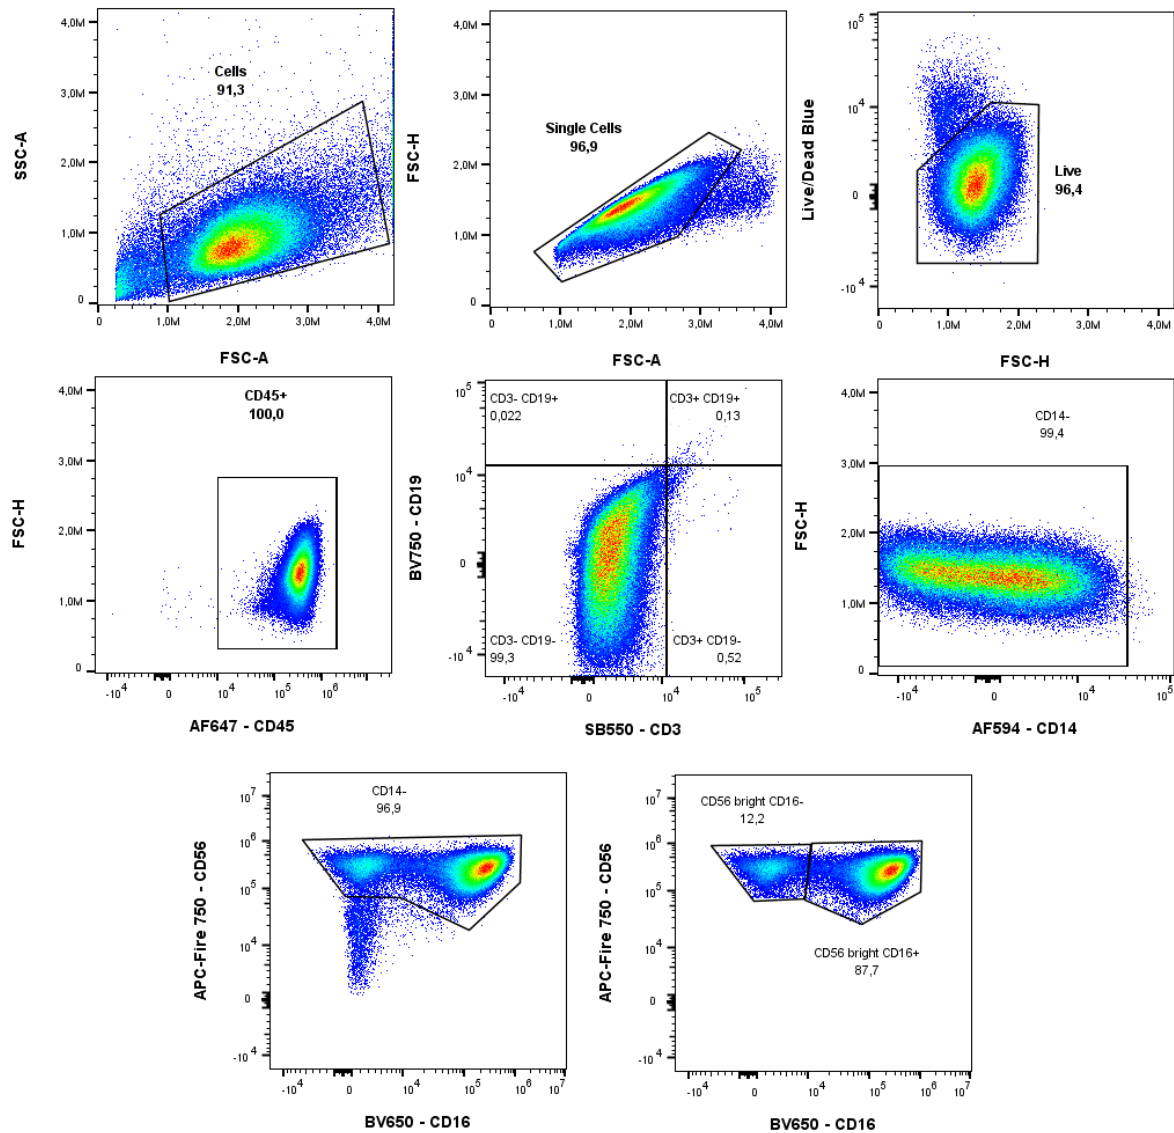 4,0M
3,0M
2,0M
1,0M
0
SSC-A
Cells
91,3
0
1,0M
2,0M
3,0M
4,0M
FSC-A
4,0M
3,0M
2,0M
1,0M
0
FSC-H
Single Cells
96,9
0
1,0M
2,0M
3,0M
4,0M
FSC-A
10^5
10^4
0
-10^4
Live/Dead Blue
Live
96,4
0
1,0M
2,0M
3,0M
4,0M
FSC-H
4,0M
3,0M
2,0M
1,0M
0
FSC-H
CD45+
100,0
-10^4
0
10^4
10^5
10^6
AF647 - CD45
10^5
10^4
0
-10^4
BV750 - CD19
CD3- CD19+
0,022
CD3+ CD19+
0,13
CD3- CD19-
99,3
CD3+ CD19-
0,52
-10^4
0
10^4
10^5
SB550 - CD3
4,0M
3,0M
2,0M
1,0M
0
FSC-H
CD14-
99,4
-10^4
0
10^4
10^5
AF594 - CD14
10^7
10^6
10^5
10^4
0
-10^4
APC-Fire 750 - CD56
CD14-
96,9
-10^4
0
10^4
10^5
10^6
10^7
BV650 - CD16
10^7
10^6
10^5
10^4
0
-10^4
APC-Fire 750 - CD56
CD56 bright CD16-
12,2
CD56 bright CD16+
87,7
-10^4
0
10^4
10^5
10^6
10^7
BV650 - CD16